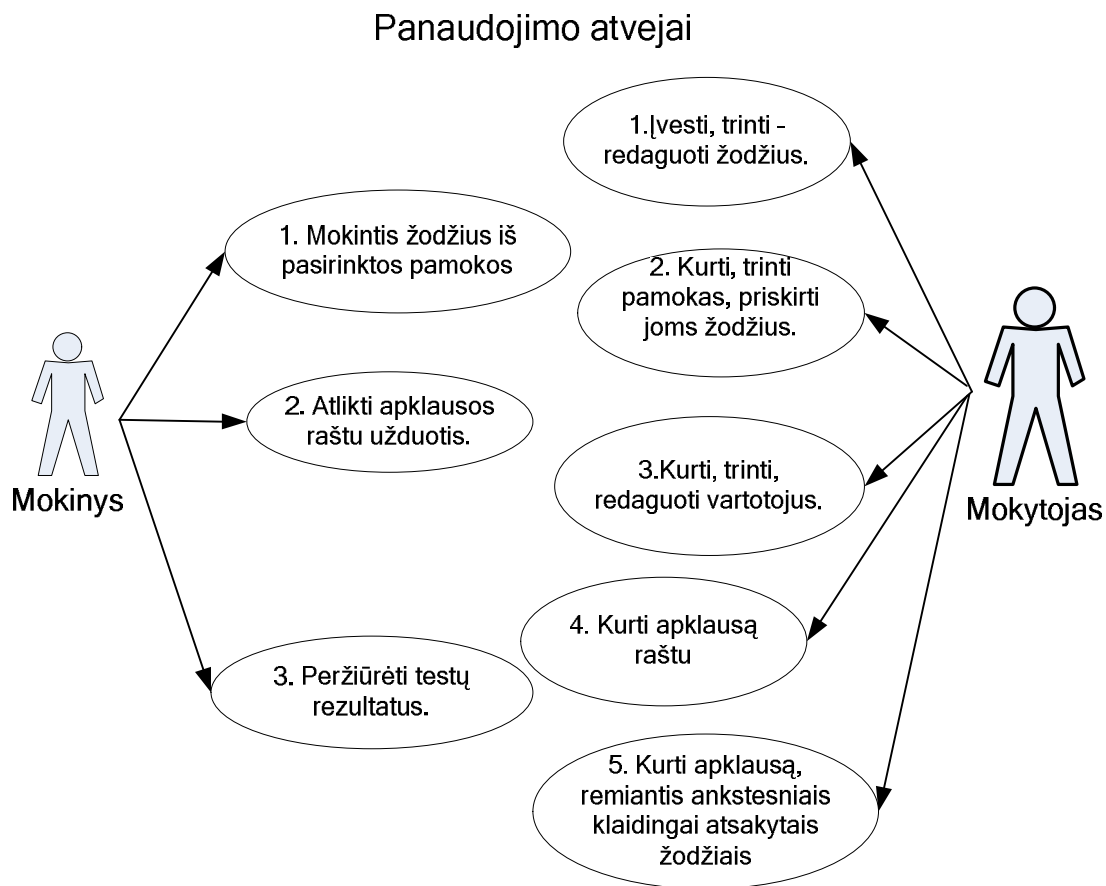 Panaudojimo atvejai
1. Mokintis žodžius iš
pasirinktos pamokos
2. Atlikti apklausos
raštu užduotis.
3. Peržiūrėti testų
rezultatus.
Mokinys
1.Įvesti, trinti -
redaguoti žodžius.
2. Kurti, trinti
pamokas, priskirti
joms žodžius.
3.Kurti, trinti,
redaguoti vartotojus.
4. Kurti apklausą
raštu
5. Kurti apklausą,
remiantis ankstesniais
klaidingai atsakytais
žodžiais
Mokytojas